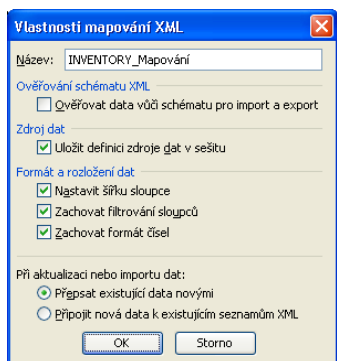 Vlastnosti mapování XML
Název: INVENTORY_Mapování
Ověřování schématu XML
Ověřovat data vůči schématu pro import a export
Zdroj dat
Uložit definici zdroje dat v sešitu
Formát a rozložení dat
Nastavit šířku sloupce
Zachovat filtrování sloupců
Zachovat formát čísel
Při aktualizaci nebo importu dat:
Přepsat existující data novými
Připojit nová data k existujícím seznamům XML
OK Storno